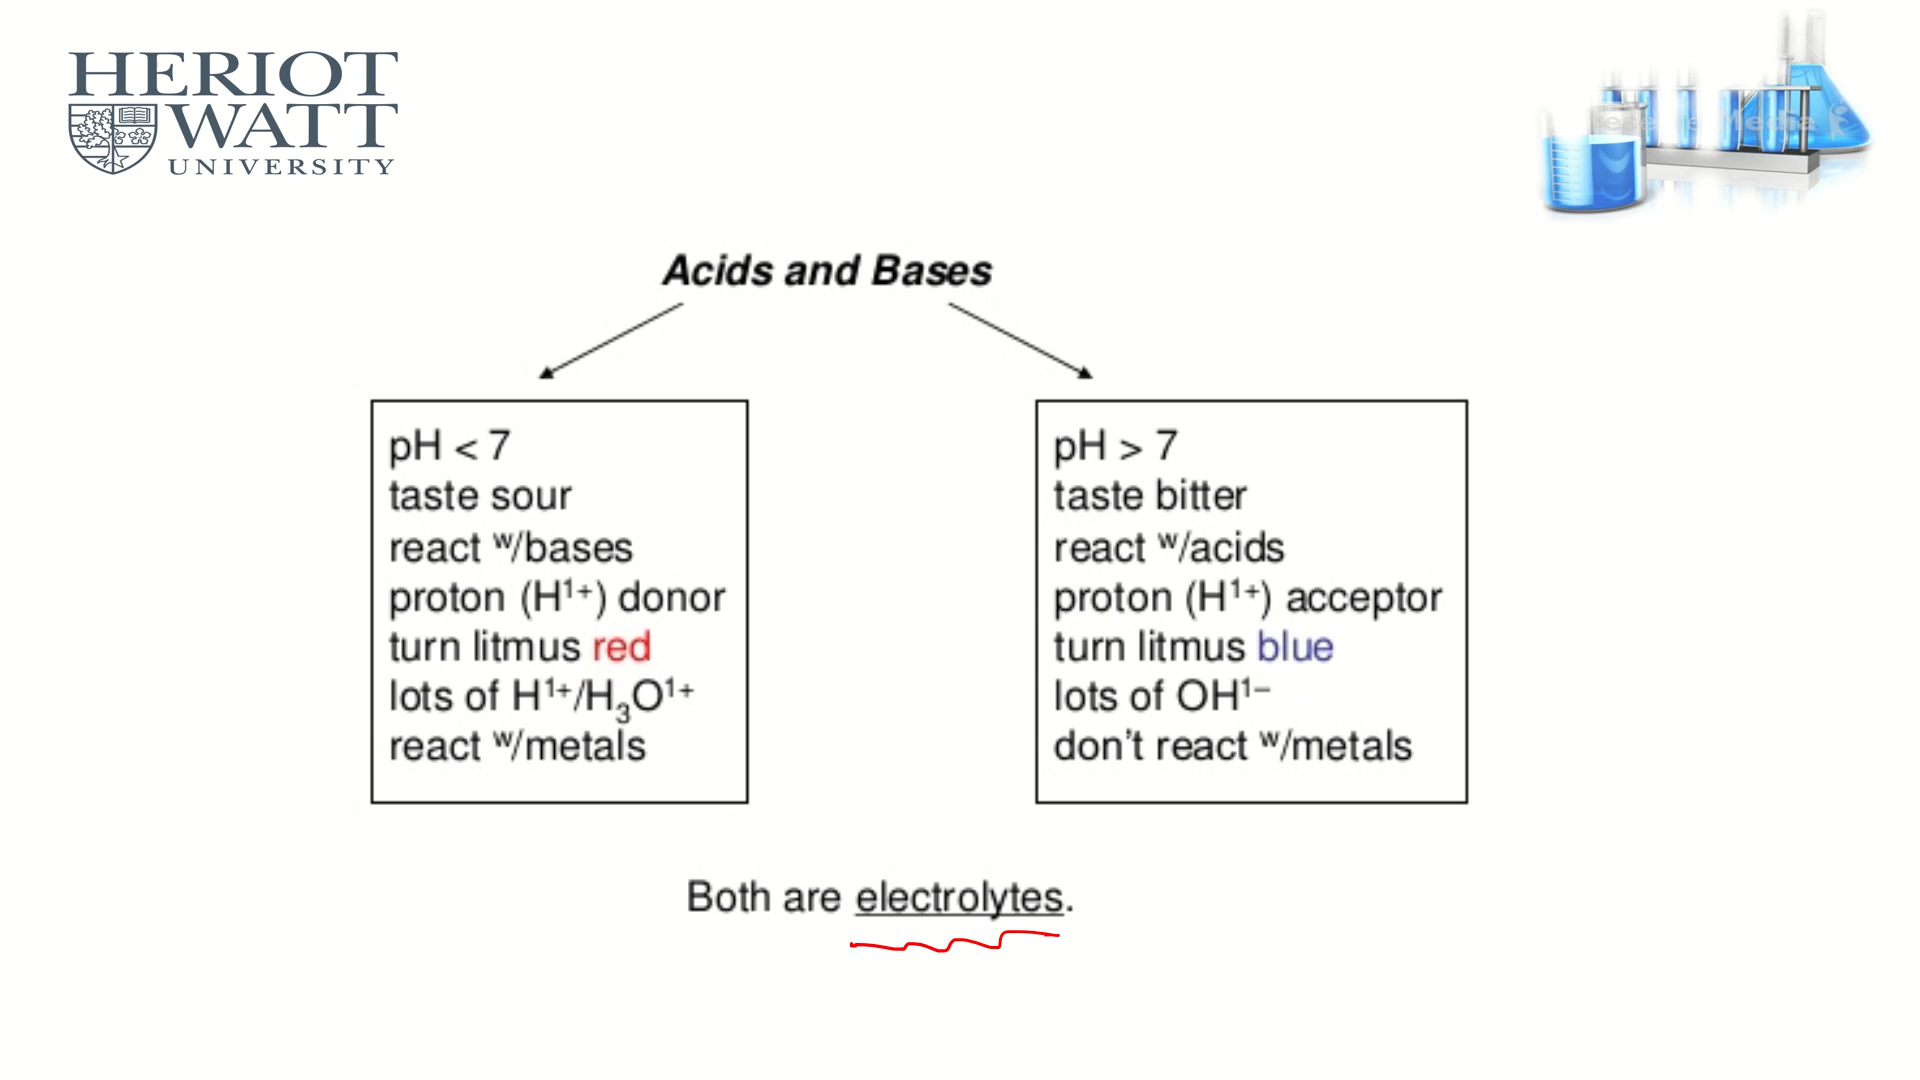 HERIOT
WATT
UNIVERSITY
Media
Acids and Bases
pH < 7
taste sour
react w/bases
proton (H¹⁺) donor
turn litmus red
lots of H¹⁺/H₃O¹⁺
react w/metals
pH > 7
taste bitter
react w/acids
proton (H¹⁺) acceptor
turn litmus blue
lots of OH¹⁻
don't react w/metals
Both are electrolytes.